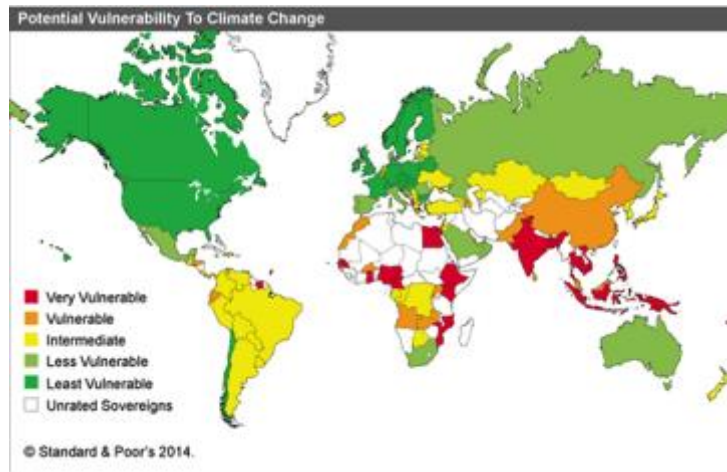 Potential Vulnerability To Climate Change
Very Vulnerable
Vulnerable
Intermediate
Less Vulnerable
Least Vulnerable
Unrated Sovereigns
© Standard & Poor's 2014.